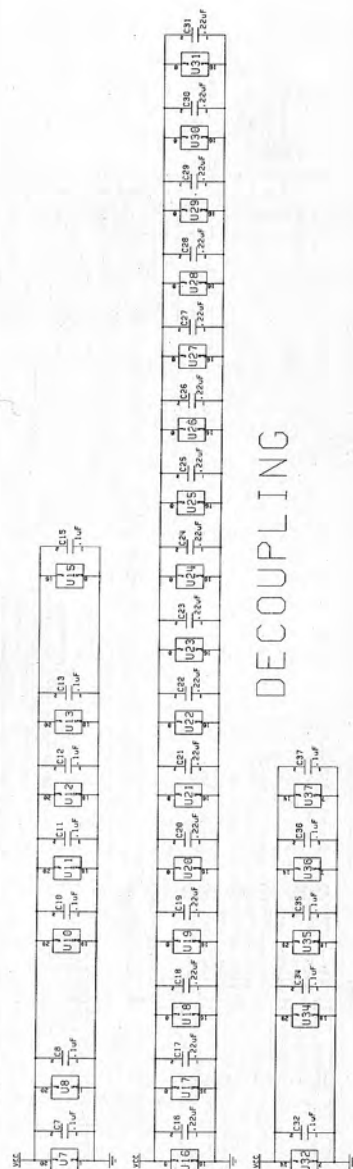 C31
.22uF
U31
C30
.22uF
U30
C29
.22uF
U29
C28
.22uF
U28
C27
.22uF
U27
C26
.22uF
U26
C25
.22uF
U25
C24
.22uF
U24
C23
.22uF
U23
C22
.22uF
U22
C21
.22uF
U21
C20
.22uF
U20
C19
.22uF
U19
C18
.22uF
U18
C17
.22uF
U17
C16
.22uF
U16
VCC
C15
.1uF
U15
C13
.1uF
U13
C12
.1uF
U12
C11
.1uF
U11
C10
.1uF
U10
C8
.1uF
U8
C7
.1uF
U7
VCC
DECOUPLING
C37
.1uF
U37
C36
.1uF
U36
C35
.1uF
U35
C34
.1uF
U34
C32
.1uF
U32
VCC